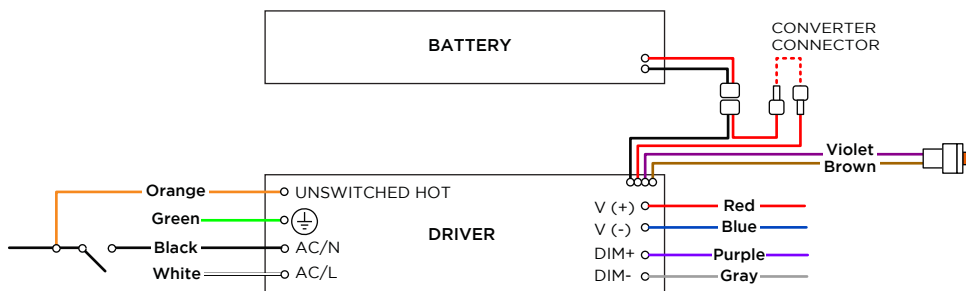 BATTERY
CONVERTER
CONNECTOR
Violet
Brown
Orange
UNSWITCHED HOT
Green
Black
AC/N
White
AC/L
DRIVER
V (+)
Red
V (-)
Blue
DIM+
Purple
DIM-
Gray